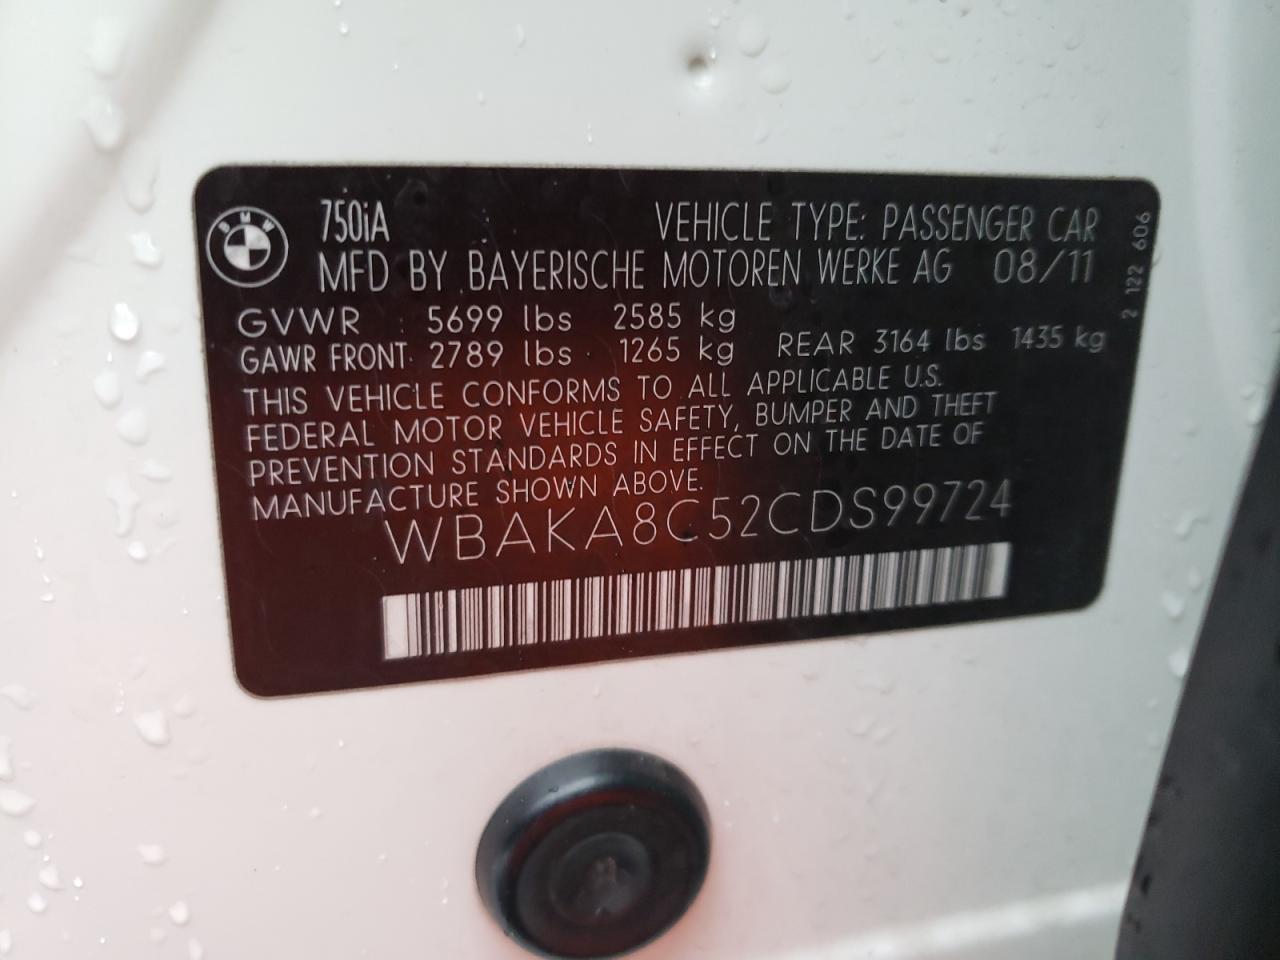 BMW
750iA VEHICLE TYPE: PASSENGER CAR
MFD BY BAYERISCHE MOTOREN WERKE AG 08/11
GVWR : 5699 lbs 2585 kg
GAWR FRONT: 2789 lbs 1265 kg REAR 3164 lbs 1435 kg
THIS VEHICLE CONFORMS TO ALL APPLICABLE U.S.
FEDERAL MOTOR VEHICLE SAFETY, BUMPER AND THEFT
PREVENTION STANDARDS IN EFFECT ON THE DATE OF
MANUFACTURE SHOWN ABOVE.
WBAKA8C52CDS99724
2 122 606